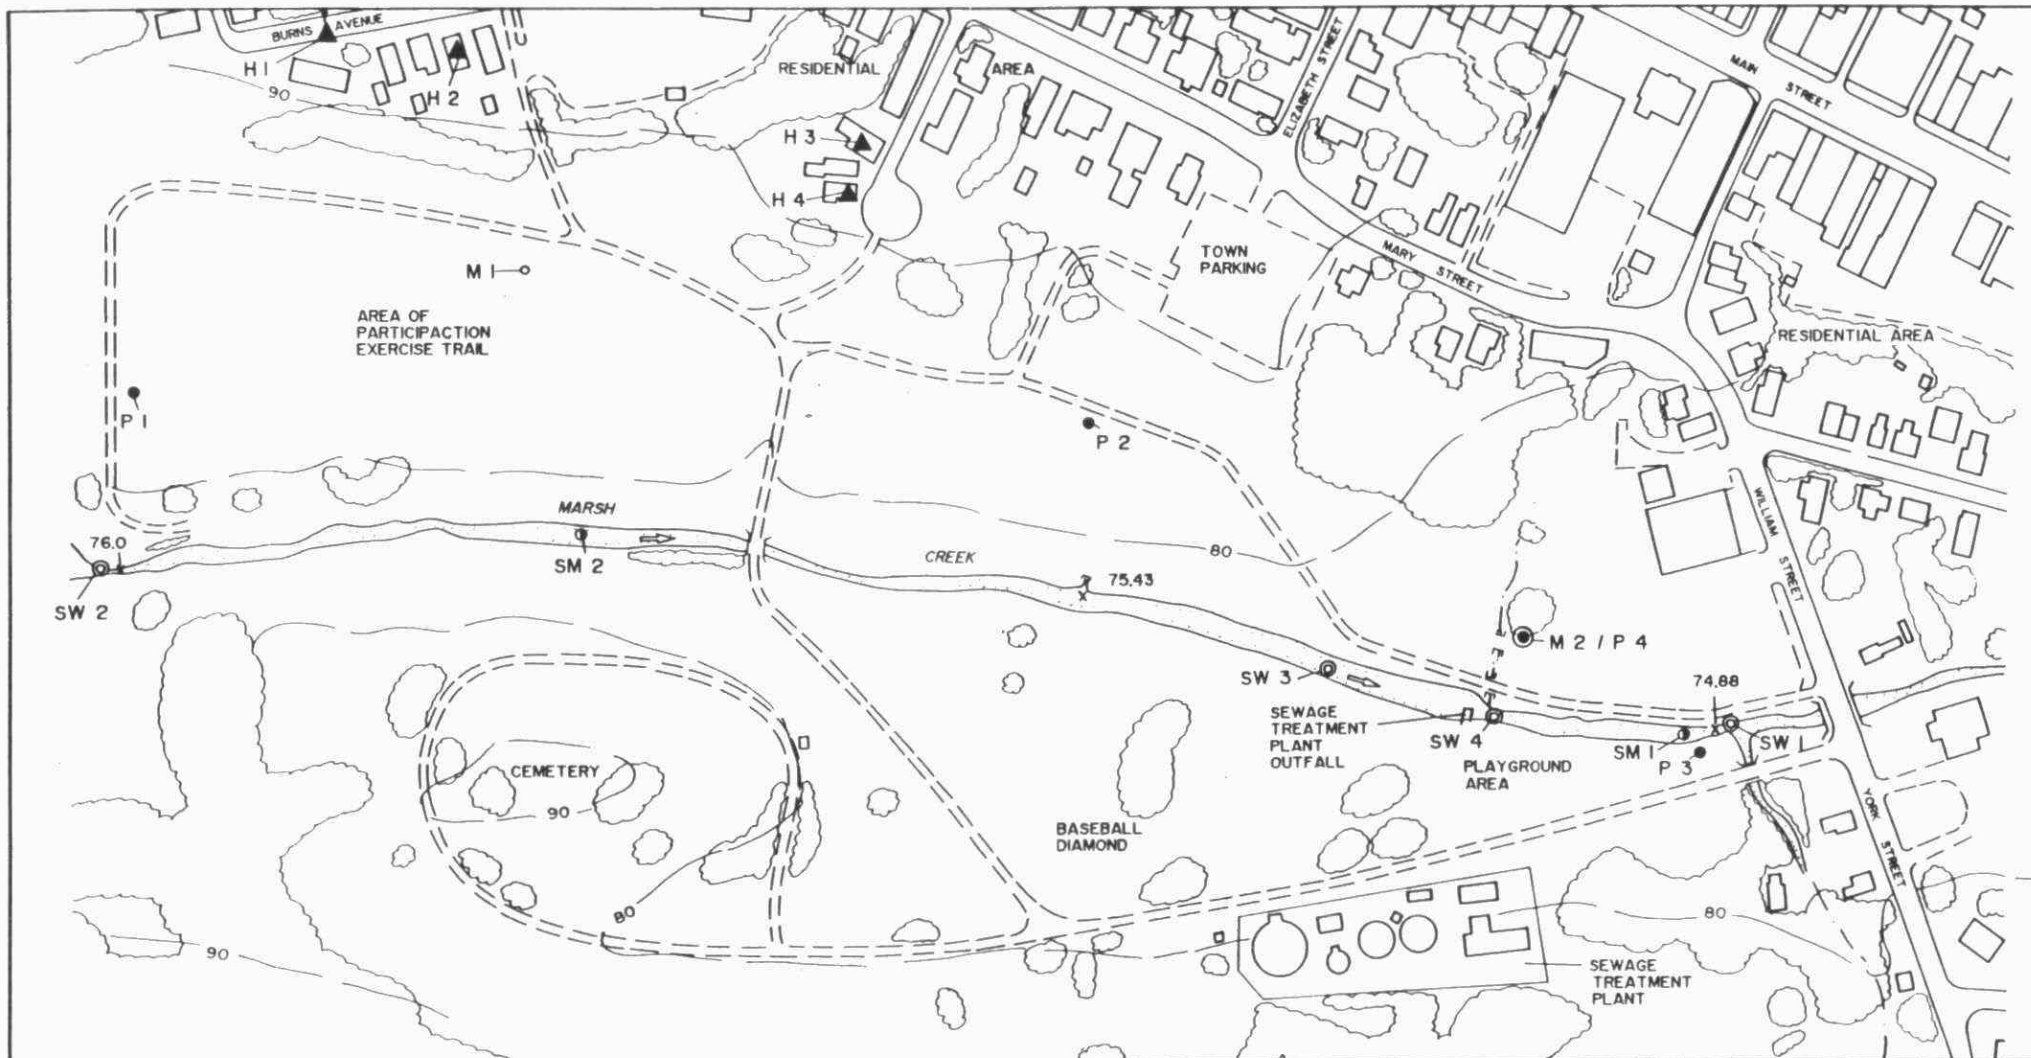 BURNS AVENUE
H 1
H 2
90
RESIDENTIAL AREA
H 3
H 4
ELIZABETH STREET
MAIN STREET
MARY STREET
TOWN PARKING
M 1
AREA OF
PARTICIPACTION
EXERCISE TRAIL
RESIDENTIAL AREA
P 1
P 2
MARSH
CREEK
80
76.0
SW 2
SM 2
75.43
WILLIAM STREET
M 2 / P 4
SW 3
74.88
SEWAGE
TREATMENT
PLANT
OUTFALL
SW 4
SM 1
SW
P 3
PLAYGROUND
AREA
CEMETERY
90
BASEBALL
DIAMOND
YORK STREET
80
80
90
SEWAGE
TREATMENT
PLANT